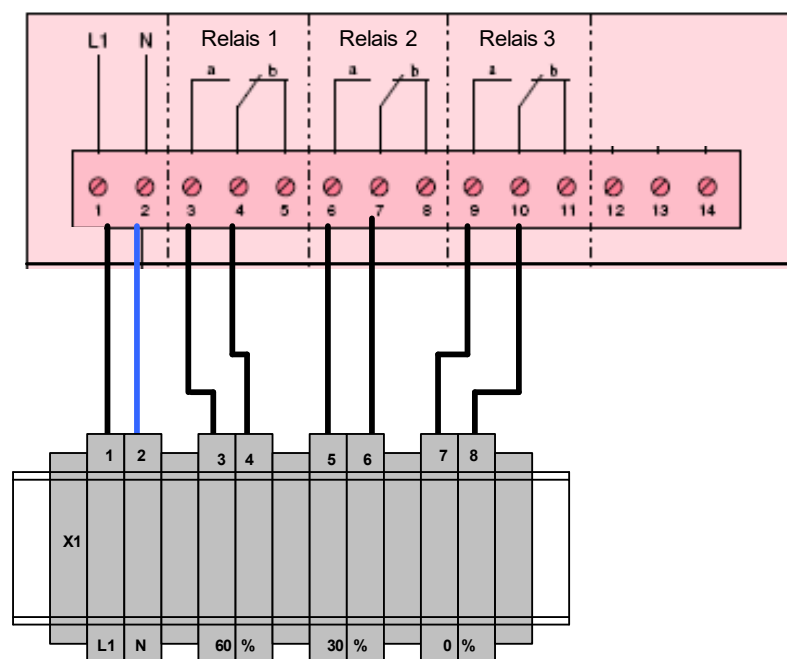 L1 N Relais 1 Relais 2 Relais 3
a b a b a b
1 2 3 4 5 6 7 8 9 10 11 12 13 14
1 2 3 4 5 6 7 8
X1
L1 N 60 % 30 % 0 %